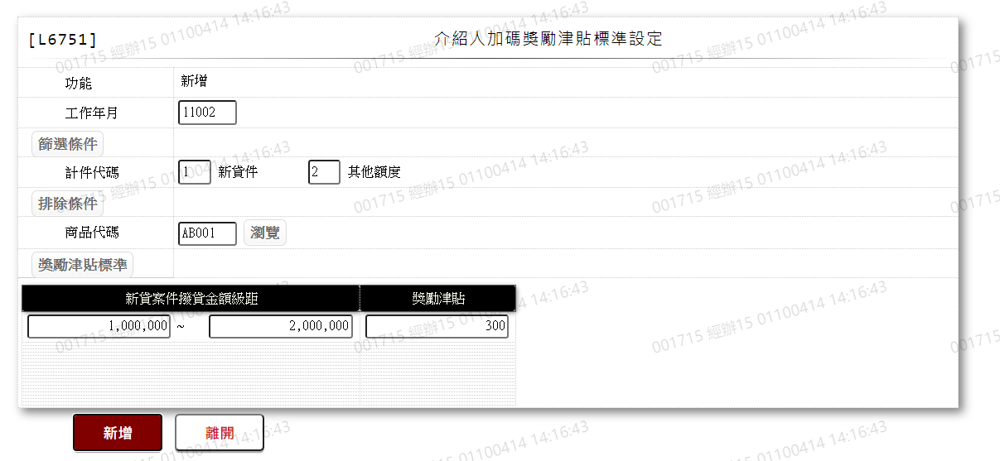 [L6751] 介紹人加碼獎勵津貼標準設定
功能 新增
工作年月 11002
篩選條件
計件代碼 1 新貸件 2 其他額度
排除條件
商品代碼 AB001 瀏覽
獎勵津貼標準
新貸案件撥貸金額級距 獎勵津貼
1,000,000 ~ 2,000,000 300
新增 離開
001715 經辦15 01100414 14:16:43